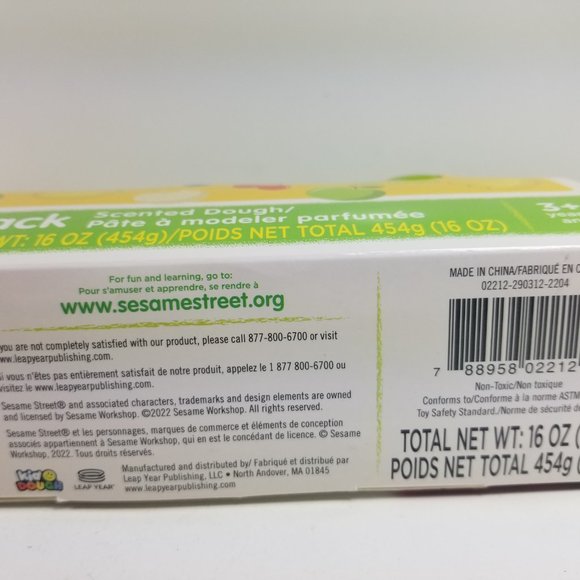 ack Scented Dough/
Pâte à modeler parfumée
WT: 16 OZ (454g)/POIDS NET TOTAL 454g (16 OZ)
3+
For fun and learning, go to:
Pour s'amuser et apprendre, se rendre à
www.sesamestreet.org
you are not completely satisfied with our product, please call 877-800-6700 or visit
www.leapyearpublishing.com.
Si vous n'êtes pas entièrement satisfait de notre produit, appelez le 1 877 800-6700 ou
visitez le www.leapyearpublishing.com.
Sesame Street® and associated characters, trademarks and design elements are owned
and licensed by Sesame Workshop. ©2022 Sesame Workshop. All rights reserved.
Sesame Street® et les personnages, marques de commerce et éléments de conception
associés appartiennent à Sesame Workshop, qui en est le concédant de licence. © Sesame
Workshop, 2022. Tous droits réservés.
DOUGH
LEAP YEAR
Manufactured and distributed by/ Fabriqué et distribué par
Leap Year Publishing, LLC • North Andover, MA 01845
www.leapyearpublishing.com
MADE IN CHINA/FABRIQUÉ EN C
02212-290312-2204
7 88958 02212
Non-Toxic/Non toxique
Conforms to/Conforme à la norme ASTM
Toy Safety Standard./Norme de sécurité d
TOTAL NET WT: 16 OZ (
POIDS NET TOTAL 454g (